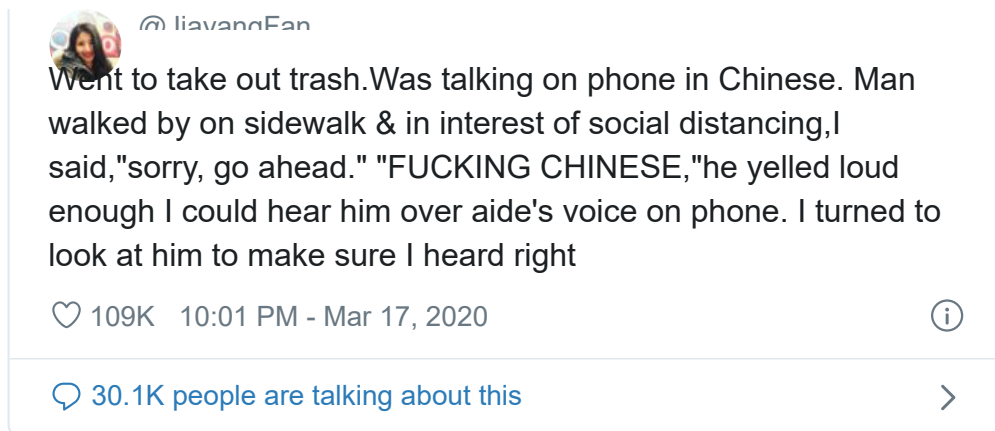 @JiayangFan
Went to take out trash.Was talking on phone in Chinese. Man
walked by on sidewalk & in interest of social distancing,I
said,"sorry, go ahead." "FUCKING CHINESE,"he yelled loud
enough I could hear him over aide's voice on phone. I turned to
look at him to make sure I heard right
109K 10:01 PM - Mar 17, 2020
30.1K people are talking about this